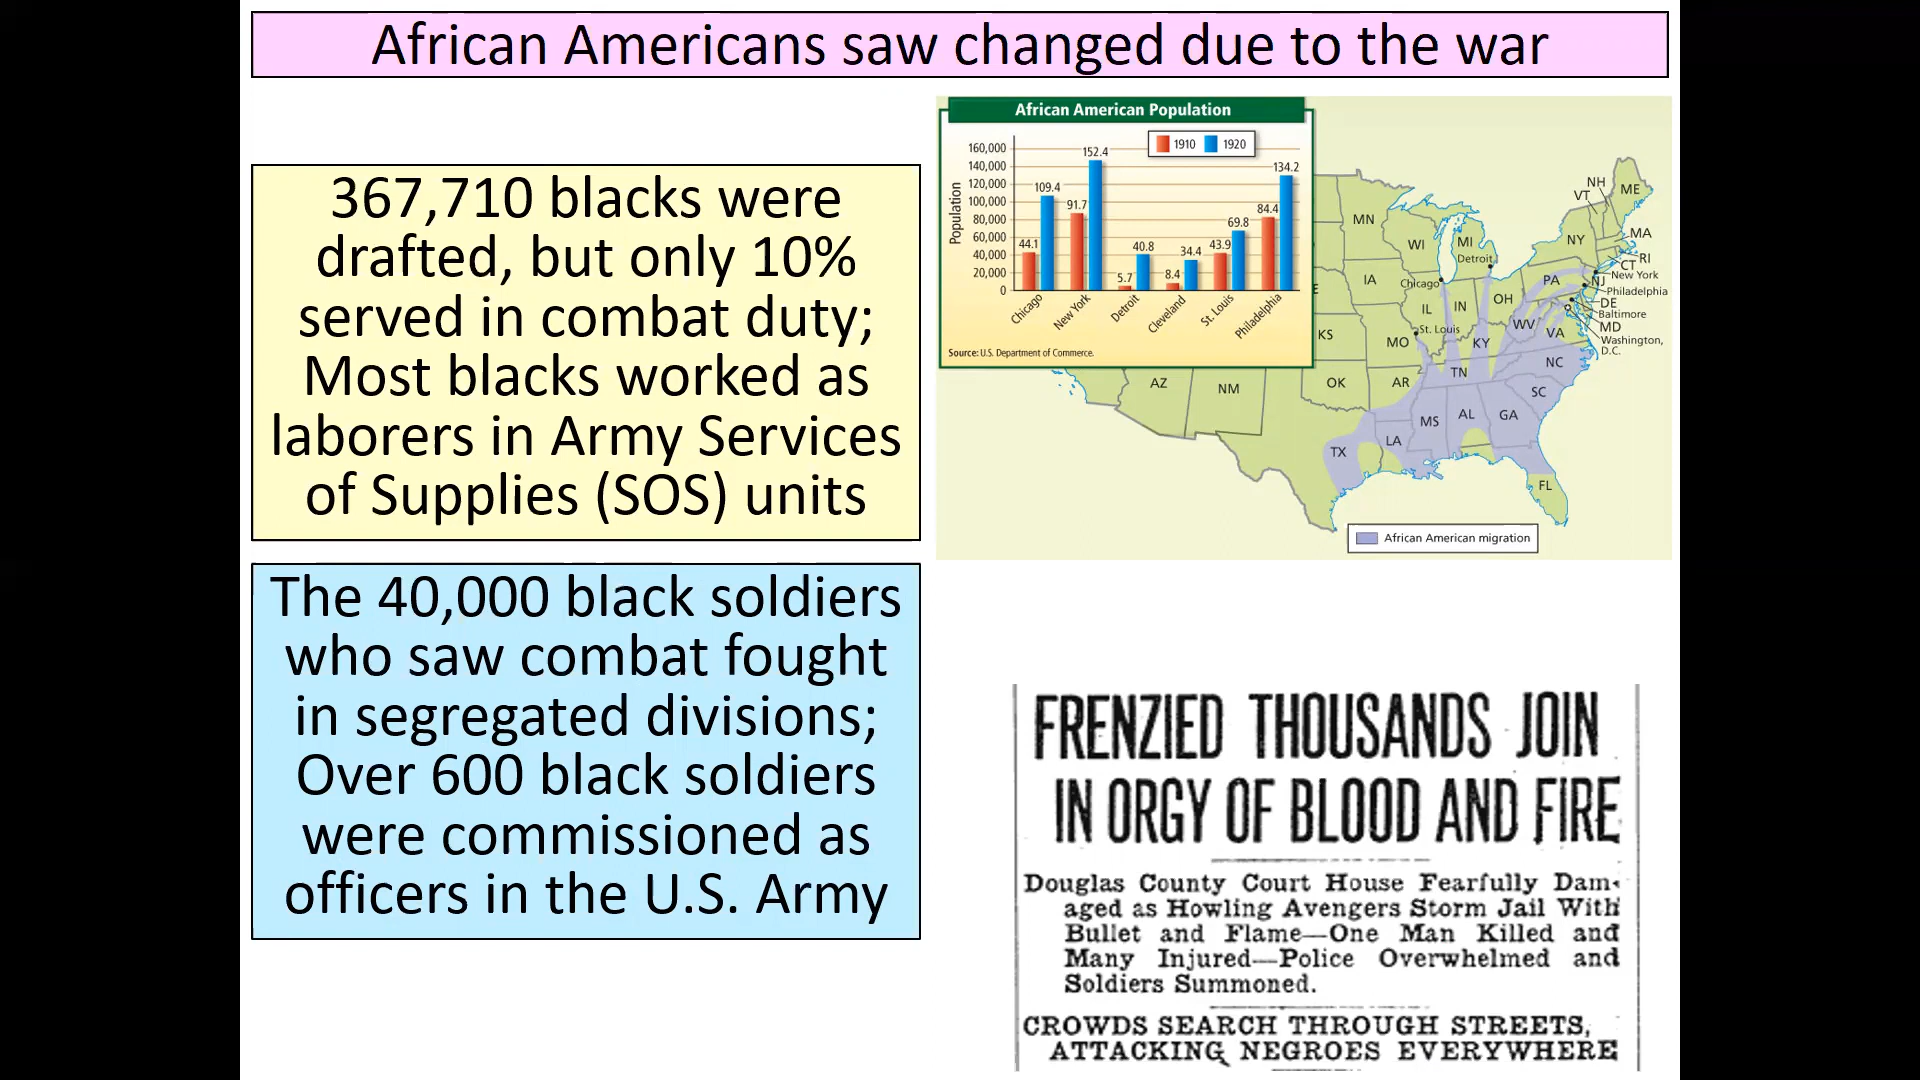 African Americans saw changed due to the war
367,710 blacks were
drafted, but only 10%
served in combat duty;
Most blacks worked as
laborers in Army Services
of Supplies (SOS) units
The 40,000 black soldiers
who saw combat fought
in segregated divisions;
Over 600 black soldiers
were commissioned as
officers in the U.S. Army
African American Population
1910 1920
Population
160,000
140,000
120,000
100,000
80,000
60,000
40,000
20,000
0
44.1 109.4
91.7 152.4
5.7 40.8
8.4 34.4
43.9 69.8
84.4 134.2
Chicago
New York
Detroit
Cleveland
St. Louis
Philadelphia
Source: U.S. Department of Commerce.
MN
WI
MI
Detroit
NH
VT
ME
NY
MA
RI
CT
New York
NJ
Philadelphia
DE
Baltimore
MD
Washington,
D.C.
PA
IA
Chicago
IL
IN
OH
WV
VA
E
KS
MO
St. Louis
KY
NC
TN
SC
AZ
NM
OK
AR
MS
AL
GA
LA
TX
FL
African American migration
FRENZIED THOUSANDS JOIN
IN ORGY OF BLOOD AND FIRE
Douglas County Court House Fearfully Dam-
aged as Howling Avengers Storm Jail With
Bullet and Flame—One Man Killed and
Many Injured—Police Overwhelmed and
Soldiers Summoned.
CROWDS SEARCH THROUGH STREETS,
ATTACKING NEGROES EVERYWHERE